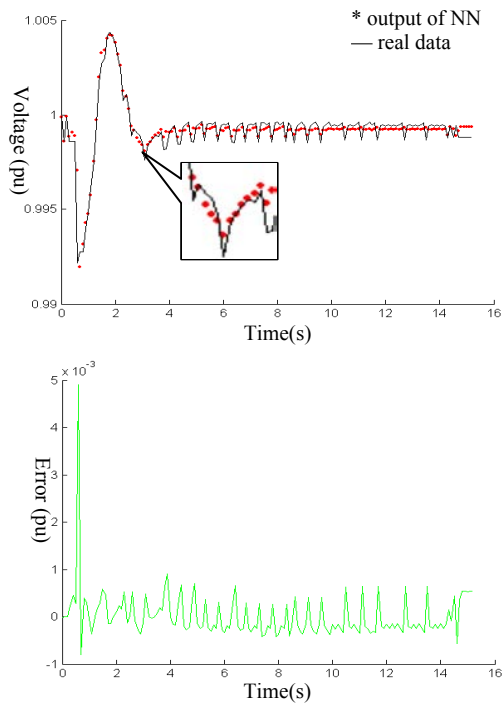 * output of NN
— real data
1.005
1
0.995
0.99
Voltage (pu)
0 2 4 6 8 10 12 14 16
Time(s)
× 10⁻³
5
4
3
2
1
0
-1
Error (pu)
0 2 4 6 8 10 12 14 16
Time(s)